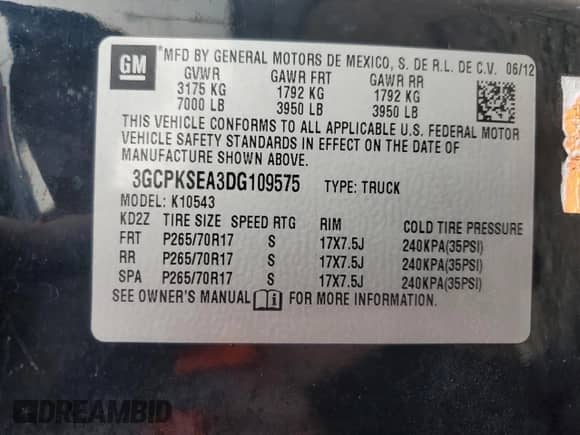 GM *MFD BY GENERAL MOTORS DE MEXICO, S. DE R.L. DE C.V. 06/12
GVWR GAWR FRT GAWR RR
3175 KG 1792 KG 1792 KG
7000 LB 3950 LB 3950 LB
THIS VEHICLE CONFORMS TO ALL APPLICABLE U.S. FEDERAL MOTOR
VEHICLE SAFETY STANDARDS IN EFFECT ON THE DATE OF
MANUFACTURE SHOWN ABOVE.
3GCPKSEA3DG109575 TYPE: TRUCK
MODEL: K10543
KD2Z TIRE SIZE SPEED RTG RIM COLD TIRE PRESSURE
FRT P265/70R17 S 17X7.5J 240KPA(35PSI)
RR P265/70R17 S 17X7.5J 240KPA(35PSI)
SPA P265/70R17 S 17X7.5J 240KPA(35PSI)
SEE OWNER'S MANUAL FOR MORE INFORMATION.
DREAMBID